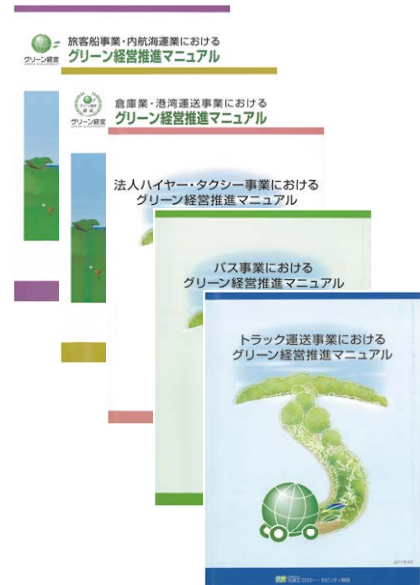 旅客船事業・内航海運業における
グリーン経営推進マニュアル
グリーン経営
倉庫業・港湾運送事業における
グリーン経営推進マニュアル
グリーン経営
法人ハイヤー・タクシー事業における
グリーン経営推進マニュアル
バス事業における
グリーン経営推進マニュアル
トラック運送事業における
グリーン経営推進マニュアル
交通エコロジー・モビリティ財団